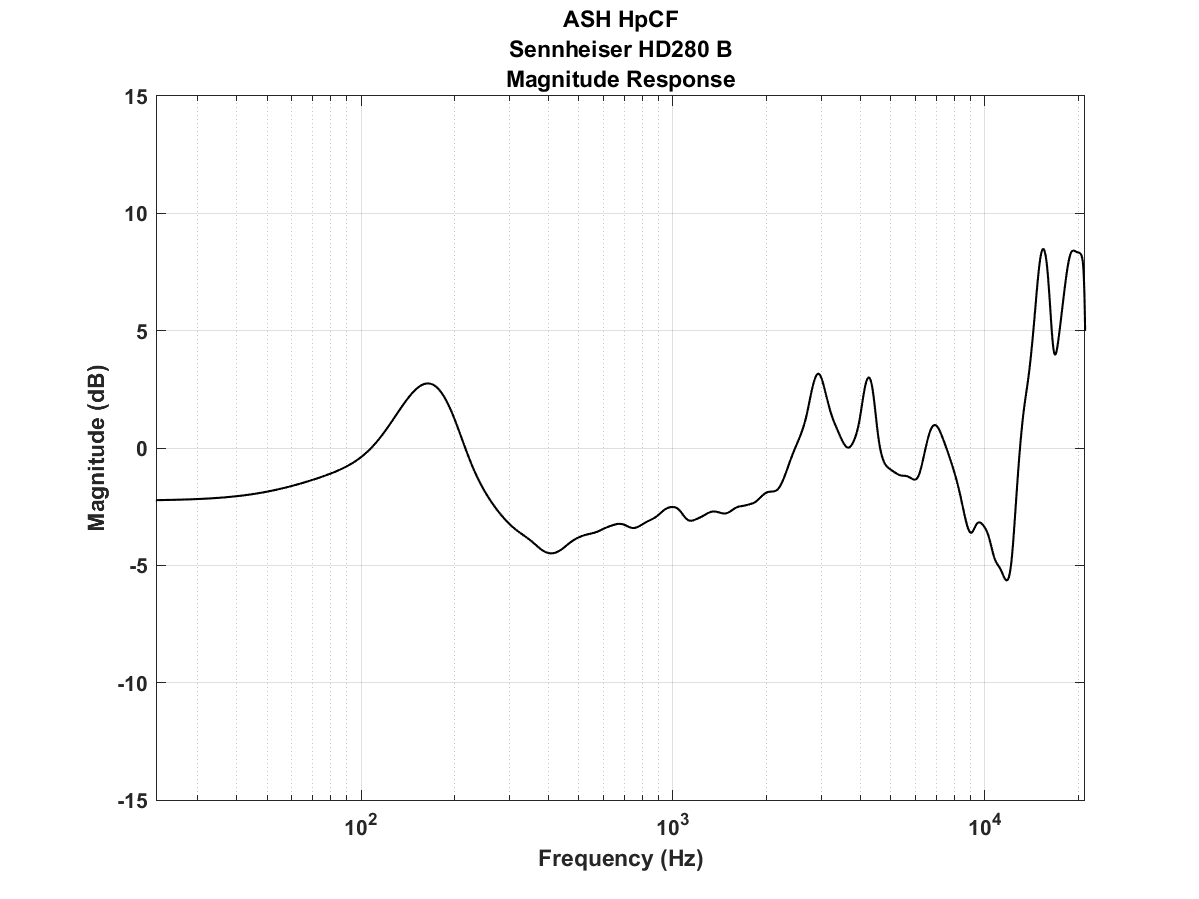 ASH HpCF
Sennheiser HD280 B
Magnitude Response
15
10
5
0
-5
-10
-15
Magnitude (dB)
10²
10³
10⁴
Frequency (Hz)